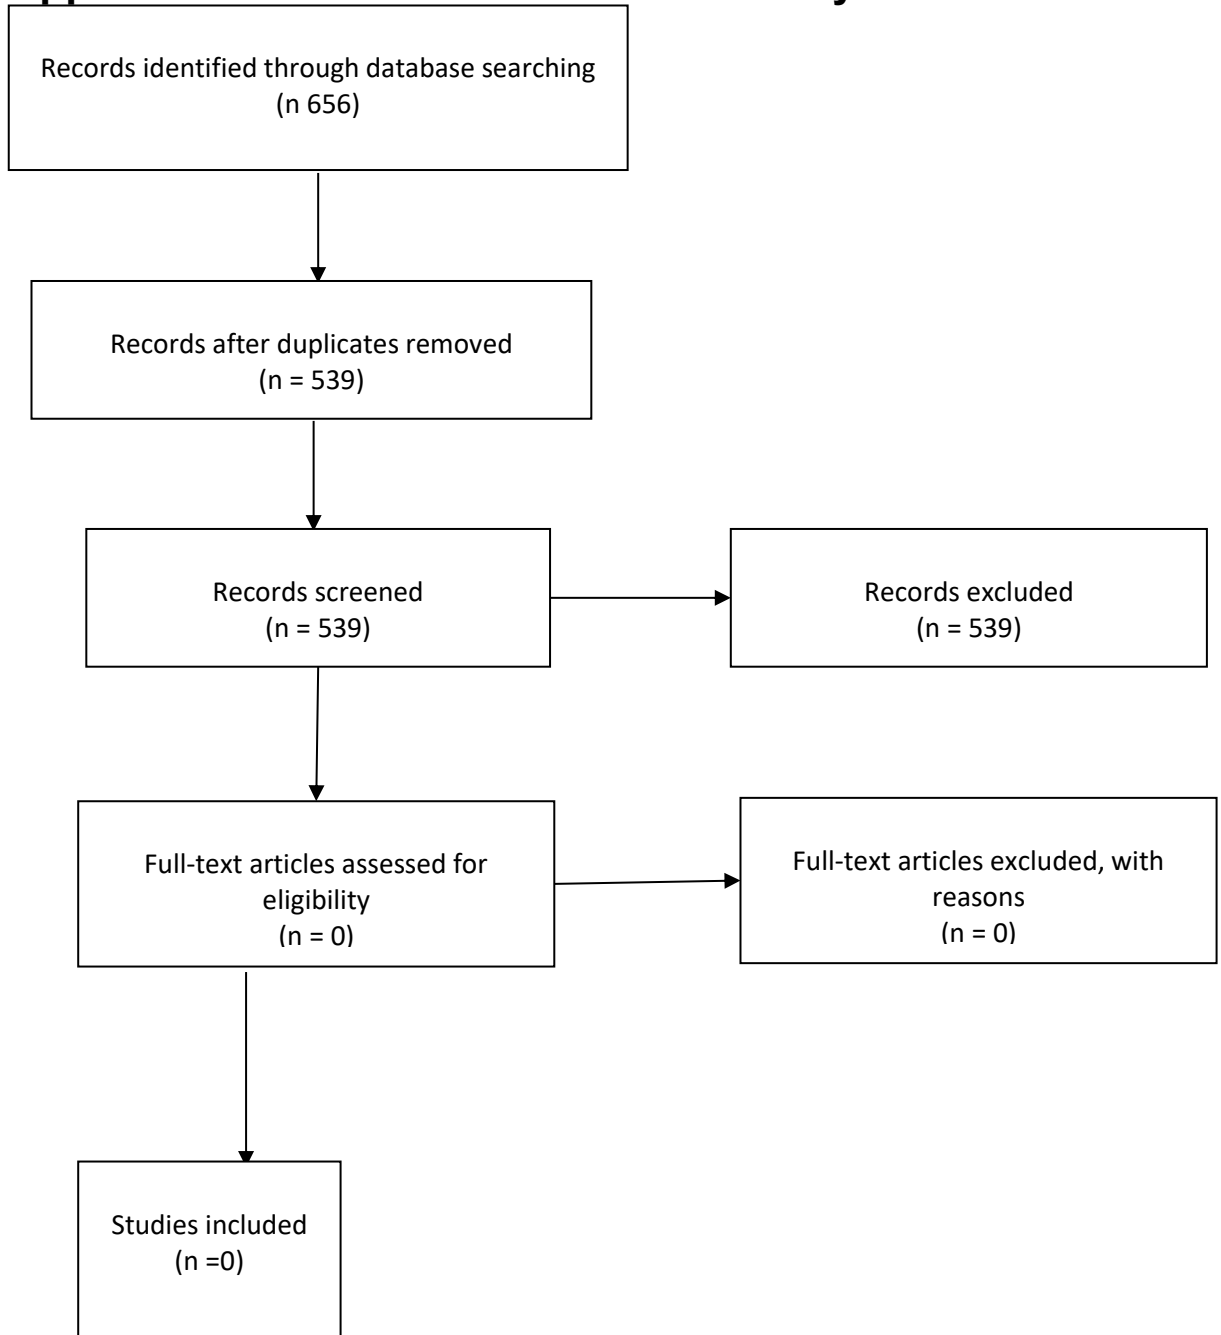 Records identified through database searching
(n 656)
Records after duplicates removed
(n = 539)
Records screened
(n = 539)
Records excluded
(n = 539)
Full-text articles assessed for
eligibility
(n = 0)
Full-text articles excluded, with
reasons
(n = 0)
Studies included
(n =0)